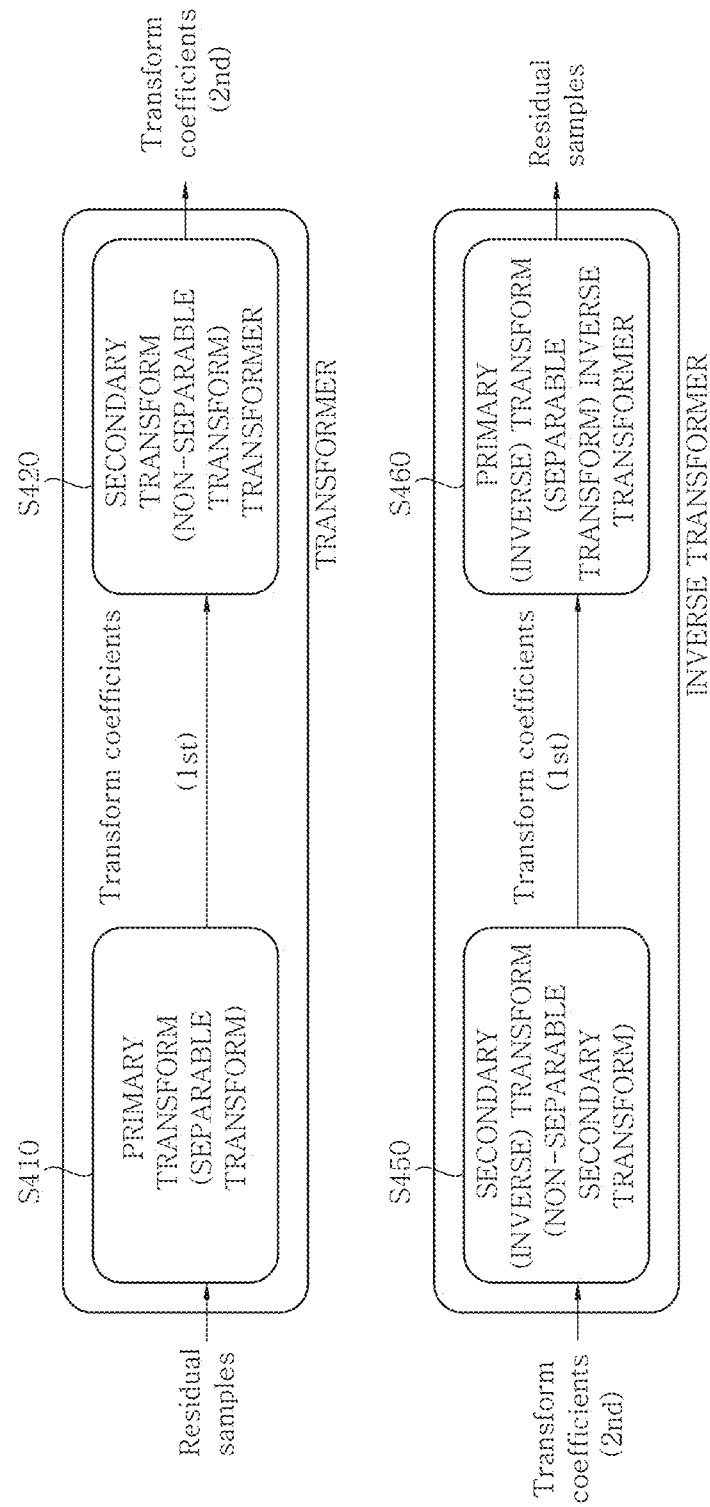 Residual
samples
S410
PRIMARY
TRANSFORM
(SEPARABLE
TRANSFORM)
Transform coefficients
(1st)
S420
SECONDARY
TRANSFORM
(NON-SEPARABLE
TRANSFORM)
TRANSFORMER
TRANSFORMER
Transform
coefficients
(2nd)
Transform
coefficients
(2nd)
S450
SECONDARY
(INVERSE) TRANSFORM
(NON-SEPARABLE
SECONDARY
TRANSFORM)
Transform coefficients
(1st)
S460
PRIMARY
(INVERSE) TRANSFORM
(SEPARABLE
TRANSFORM) INVERSE
TRANSFORMER
INVERSE TRANSFORMER
Residual
samples